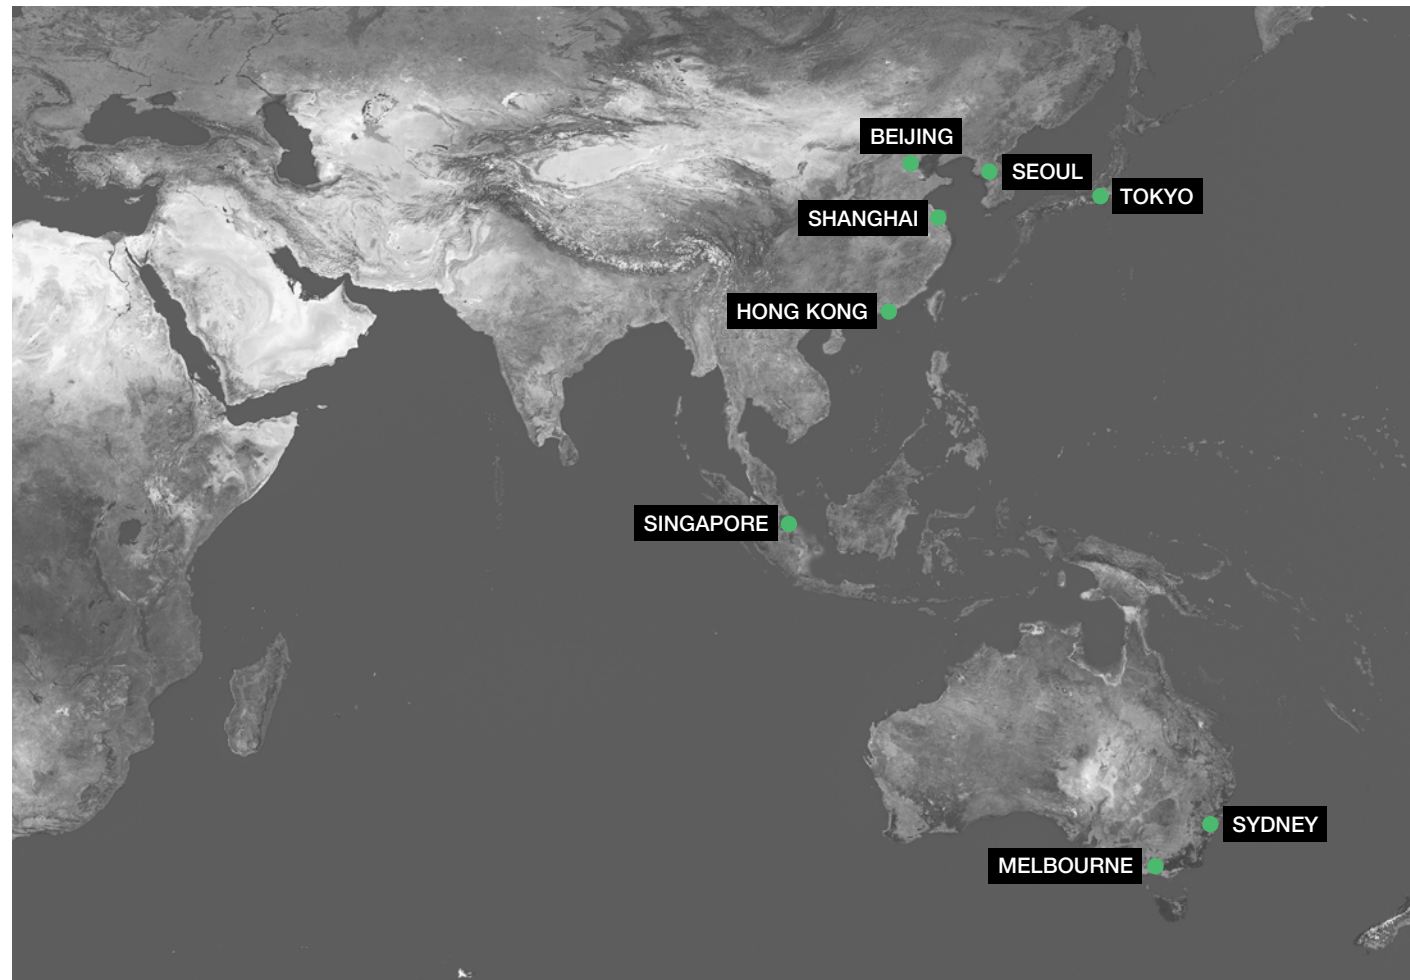 BEIJING
SEOUL
TOKYO
SHANGHAI
HONG KONG
SINGAPORE
SYDNEY
MELBOURNE